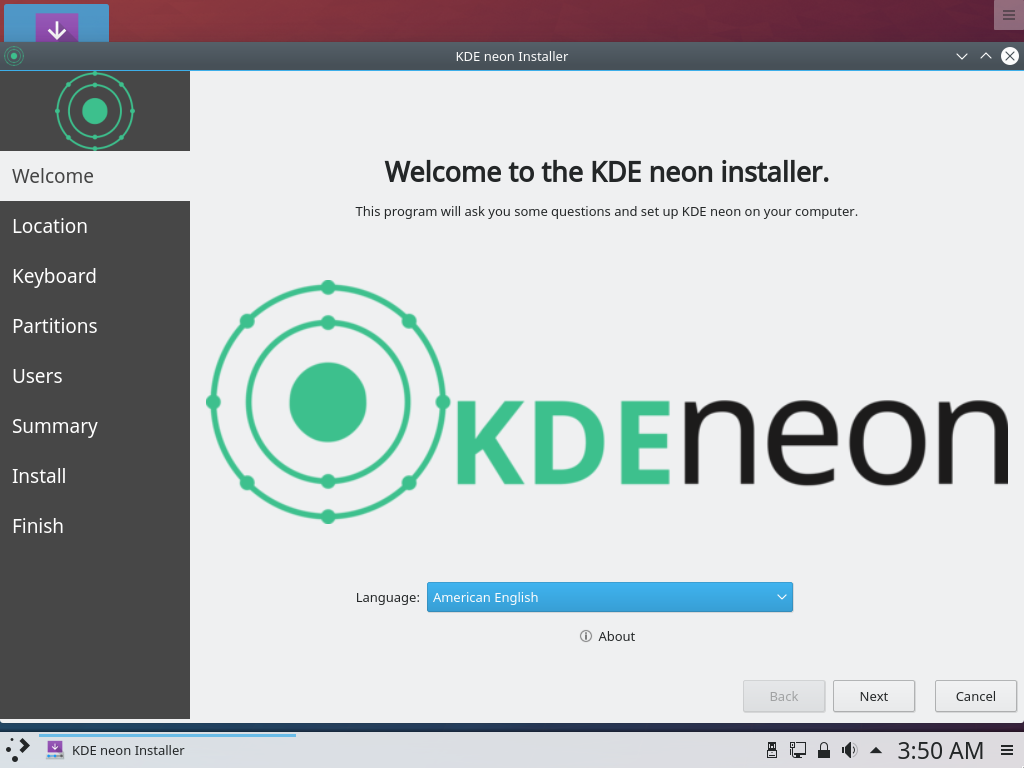 KDE neon Installer
Welcome
Location
Keyboard
Partitions
Users
Summary
Install
Finish
Welcome to the KDE neon installer.
This program will ask you some questions and set up KDE neon on your computer.
KDEneon
Language: American English
About
Back Next Cancel
KDE neon Installer 3:50 AM